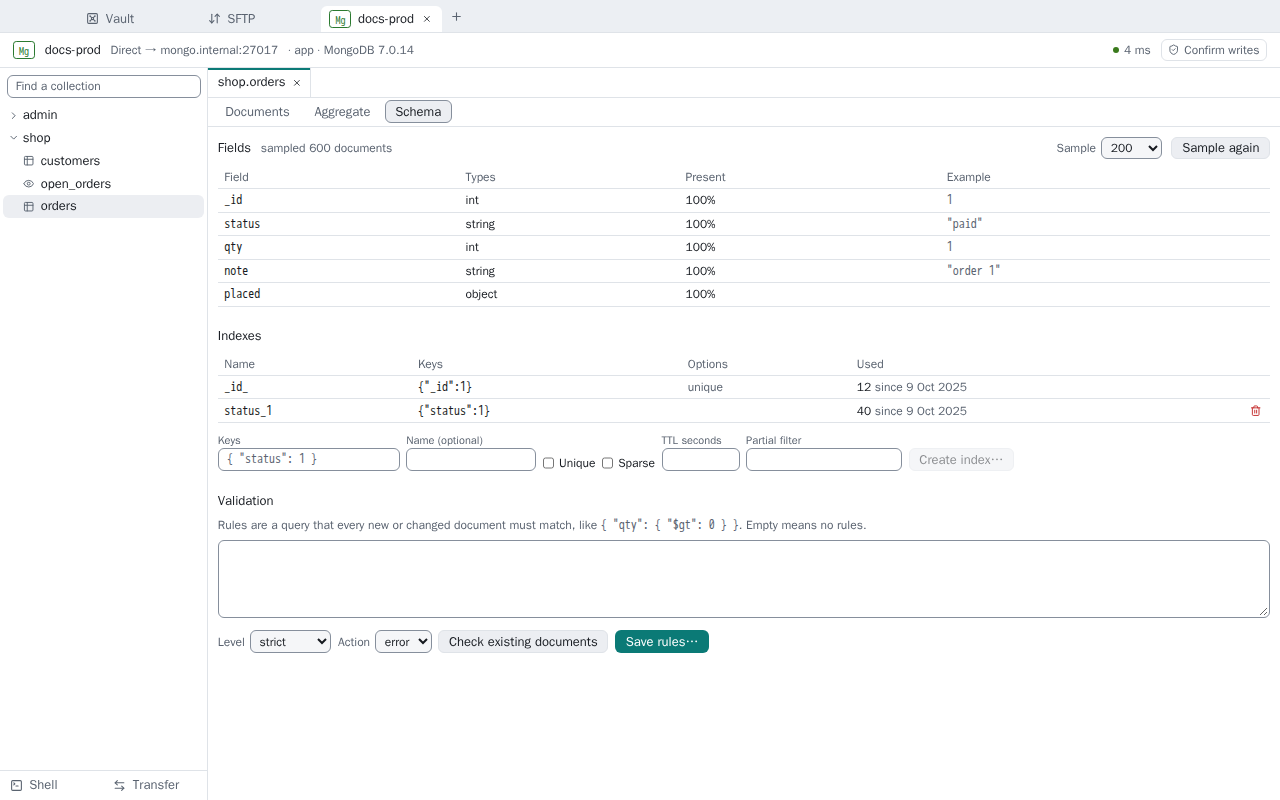 Vault SFTP Mg docs-prod × +
Mg docs-prod Direct → mongo.internal:27017 · app · MongoDB 7.0.14 4 ms Confirm writes
Find a collection
admin
shop
customers
open_orders
orders
Shell Transfer
shop.orders ×
Documents Aggregate Schema
Fields sampled 600 documents Sample 200 Sample again
Field Types Present Example
_id int 100% 1
status string 100% "paid"
qty int 100% 1
note string 100% "order 1"
placed object 100%
Indexes
Name Keys Options Used
_id_ {"_id":1} unique 12 since 9 Oct 2025
status_1 {"status":1} 40 since 9 Oct 2025
Keys Name (optional) TTL seconds Partial filter
{ "status": 1 } Unique Sparse Create index···
Validation
Rules are a query that every new or changed document must match, like { "qty": { "$gt": 0 } }. Empty means no rules.
Level strict Action error Check existing documents Save rules···